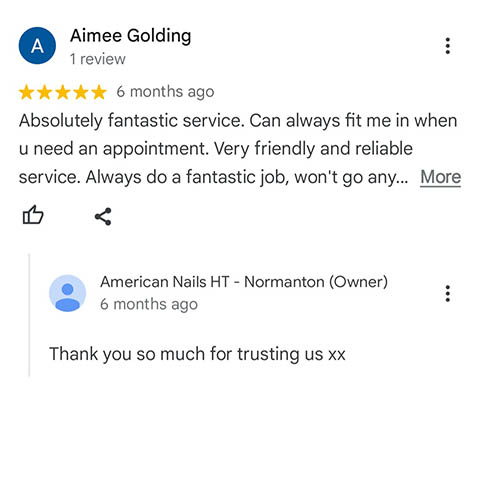 A
Aimee Golding
1 review
6 months ago
Absolutely fantastic service. Can always fit me in when
u need an appointment. Very friendly and reliable
service. Always do a fantastic job, won't go any... More
American Nails HT - Normanton (Owner)
6 months ago
Thank you so much for trusting us xx